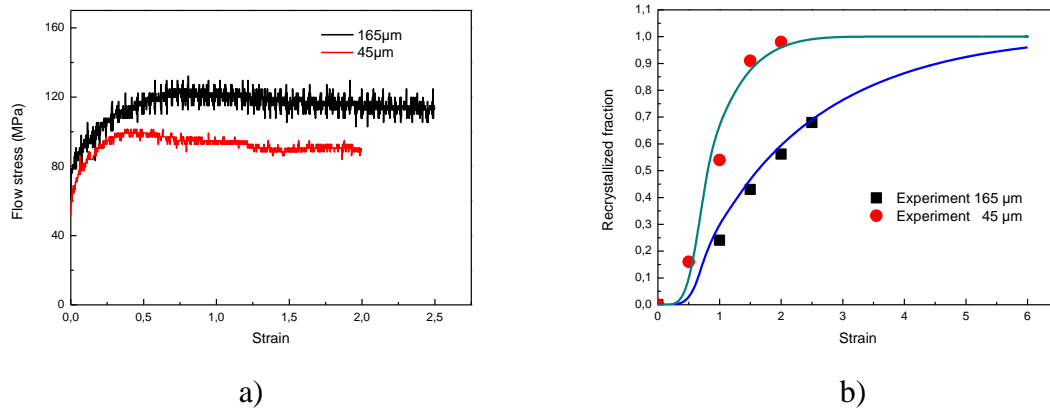 160
120
80
40
0
0,0 0,5 1,0 1,5 2,0 2,5
Flow stress (MPa)
Strain
165µm
45µm
a)
1,0
0,9
0,8
0,7
0,6
0,5
0,4
0,3
0,2
0,1
0,0
0 1 2 3 4 5 6
Recrystallized fraction
Strain
Experiment 165 µm
Experiment 45 µm
b)